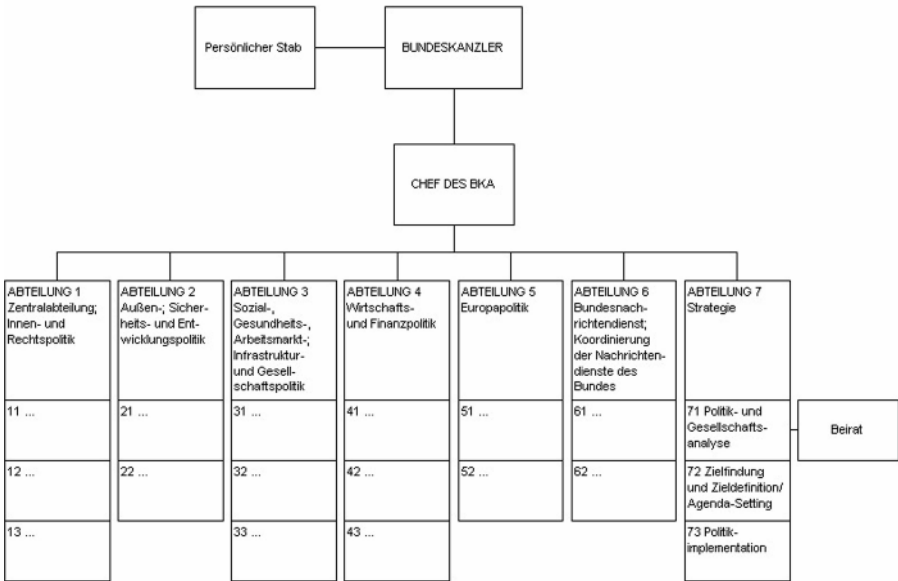 Persönlicher Stab
BUNDESKANZLER
CHEF DES BKA
ABTEILUNG 1
Zentralabteilung;
Innen- und
Rechtspolitik
ABTEILUNG 2
Außen-; Sicher-
heits- und Ent-
wicklungspolitik
ABTEILUNG 3
Sozial-,
Gesundheits-,
Arbeitsmarkt-;
Infrastruktur-
und Gesell-
schaftspolitik
ABTEILUNG 4
Wirtschafts-
und Finanzpolitik
ABTEILUNG 5
Europapolitik
ABTEILUNG 6
Bundesnach-
richtendienst;
Koordinierung
der Nachrichten-
dienste des
Bundes
ABTEILUNG 7
Strategie
11 ...
21 ...
31 ...
41 ...
51 ...
61 ...
71 Politik- und
Gesellschafts-
analyse
Beirat
12 ...
22 ...
32 ...
42 ...
52 ...
62 ...
72 Zielfindung
und Zieldefinition/
Agenda-Setting
13 ...
33 ...
43 ...
73 Politik-
implementation